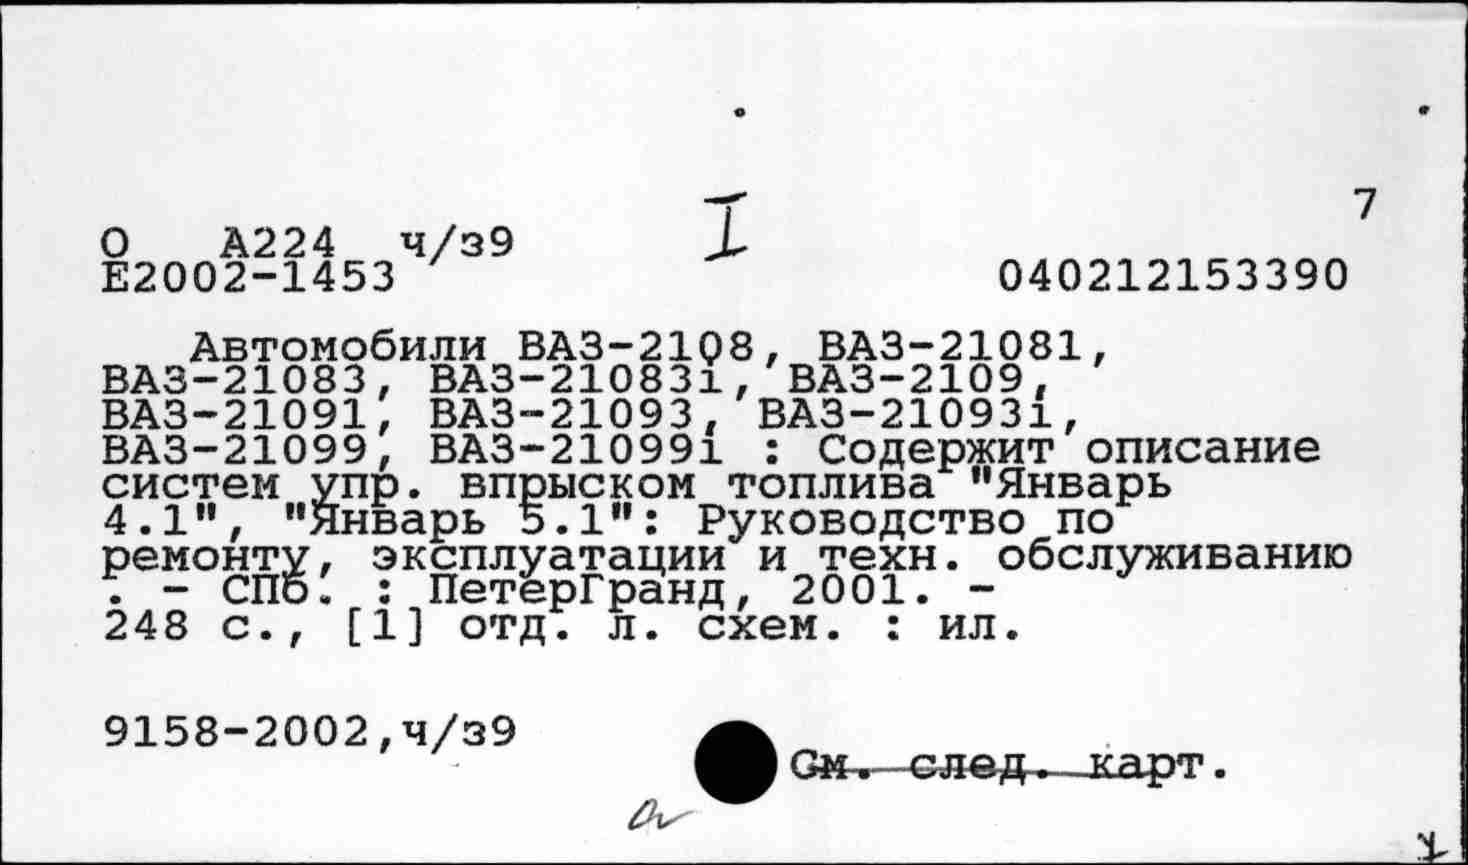 7
I
О А224 ч/з9
Е2002-1453 040212153390
Автомобили ВАЗ-2108, ВАЗ-21081,
ВАЗ-21083, ВАЗ-21083i, ВАЗ-2109,
ВАЗ-21091, ВАЗ-21093, ВАЗ-21093i,
ВАЗ-21099, ВАЗ-21099i : Содержит описание
систем упр. впрыском топлива "Январь
4.1", "Январь 5.1": Руководство по
ремонту, эксплуатации и техн. обслуживанию
. - СПб. : ПетерГранд, 2001. -
248 с., [1] отд. л. схем. : ил.
9158-2002,ч/з9
См. след. карт.